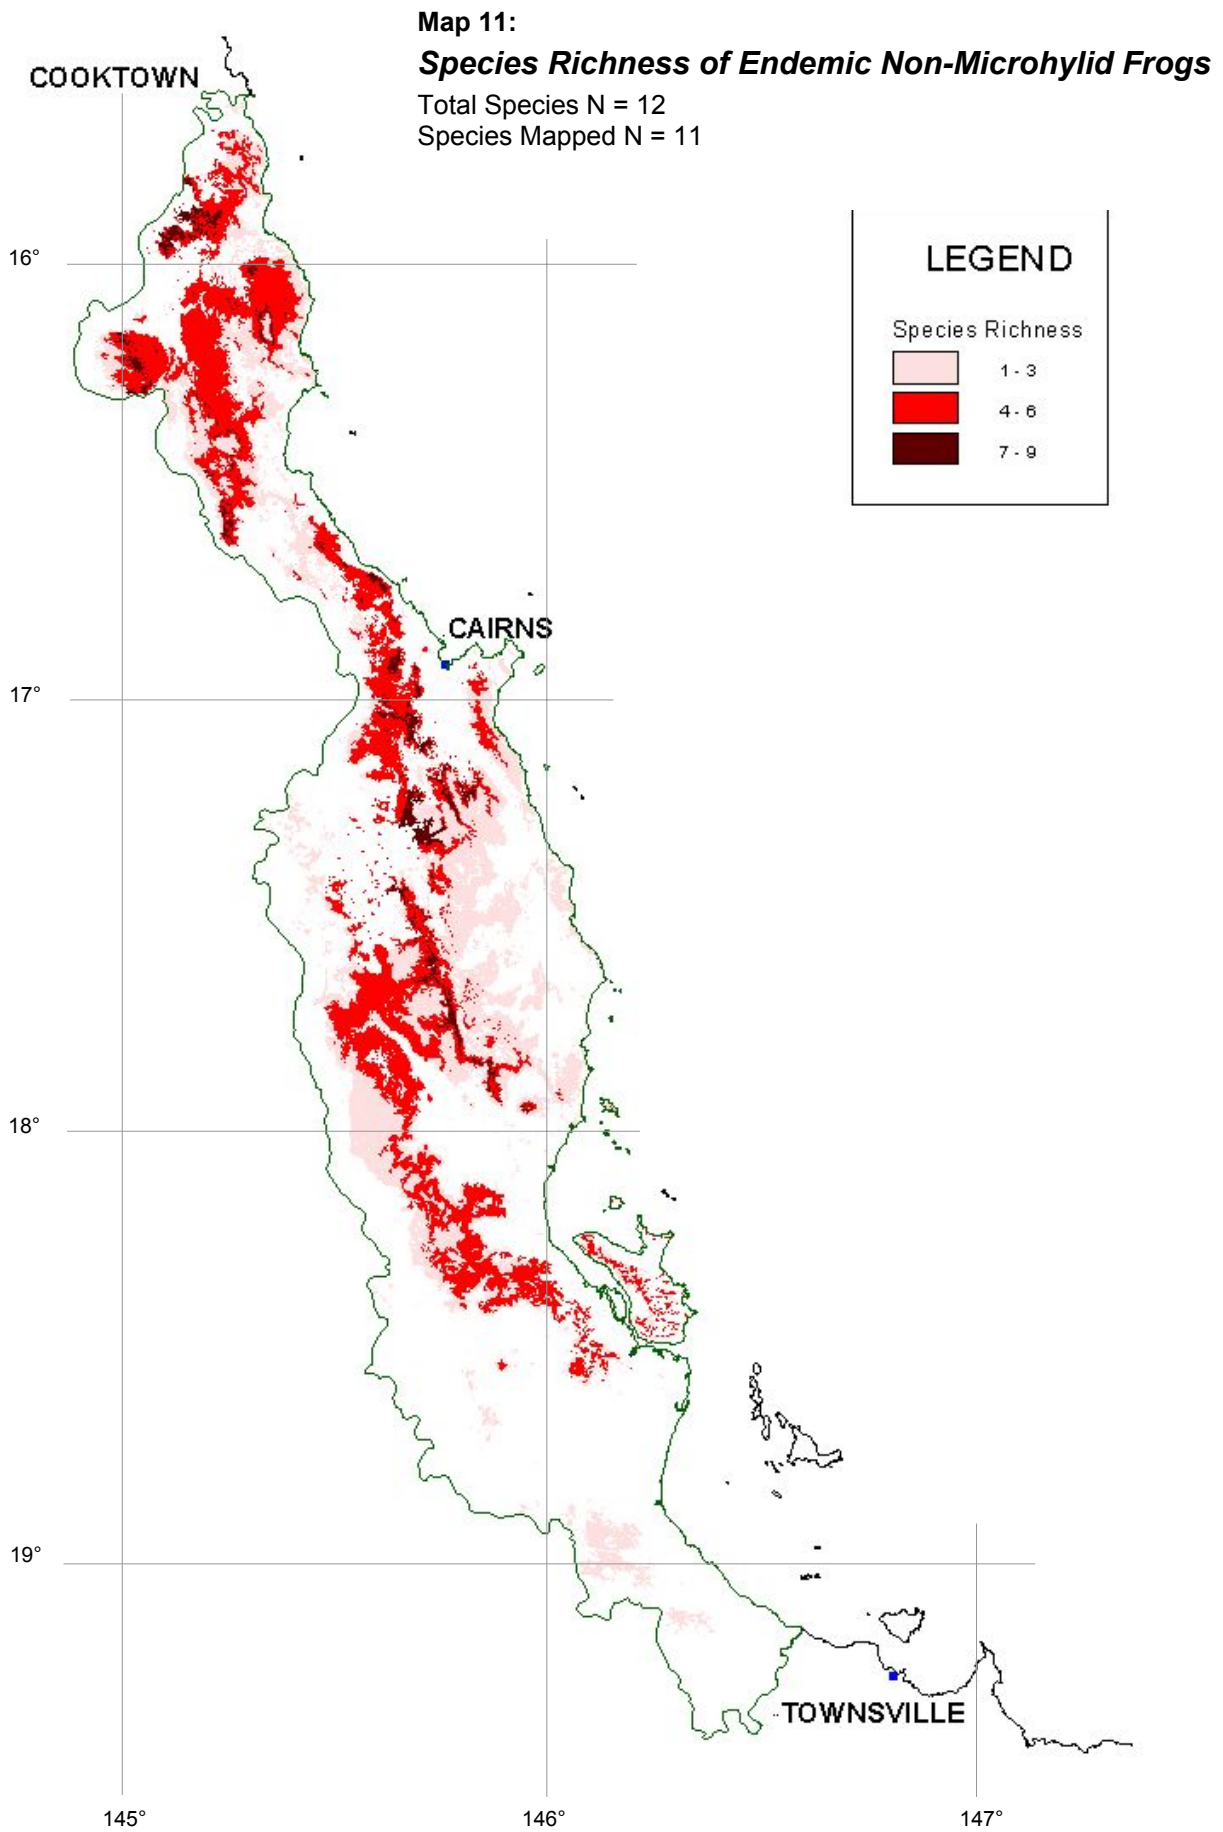 Map 11:
Species Richness of Endemic Non-Microhylid Frogs
Total Species N = 12
Species Mapped N = 11
COOKTOWN
16°
LEGEND
Species Richness
1 - 3
4 - 6
7 - 9
CAIRNS
17°
18°
19°
TOWNSVILLE
145°
146°
147°